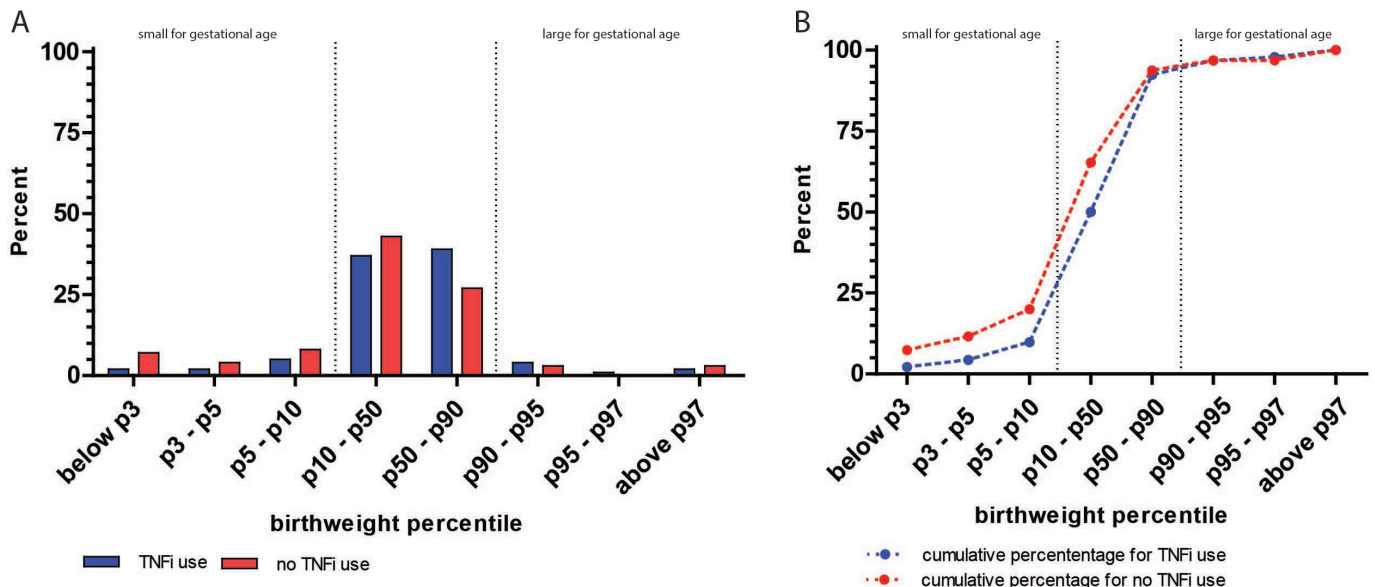 A
small for gestational age
large for gestational age
100
75
50
25
0
Percent
below p3
p3 - p5
p5 - p10
p10 - p50
p50 - p90
p90 - p95
p95 - p97
above p97
birthweight percentile
TNFi use
no TNFi use
B
small for gestational age
large for gestational age
100
75
50
25
0
Percent
below p3
p3 - p5
p5 - p10
p10 - p50
p50 - p90
p90 - p95
p95 - p97
above p97
birthweight percentile
cumulative percententage for TNFi use
cumulative percentage for no TNFi use